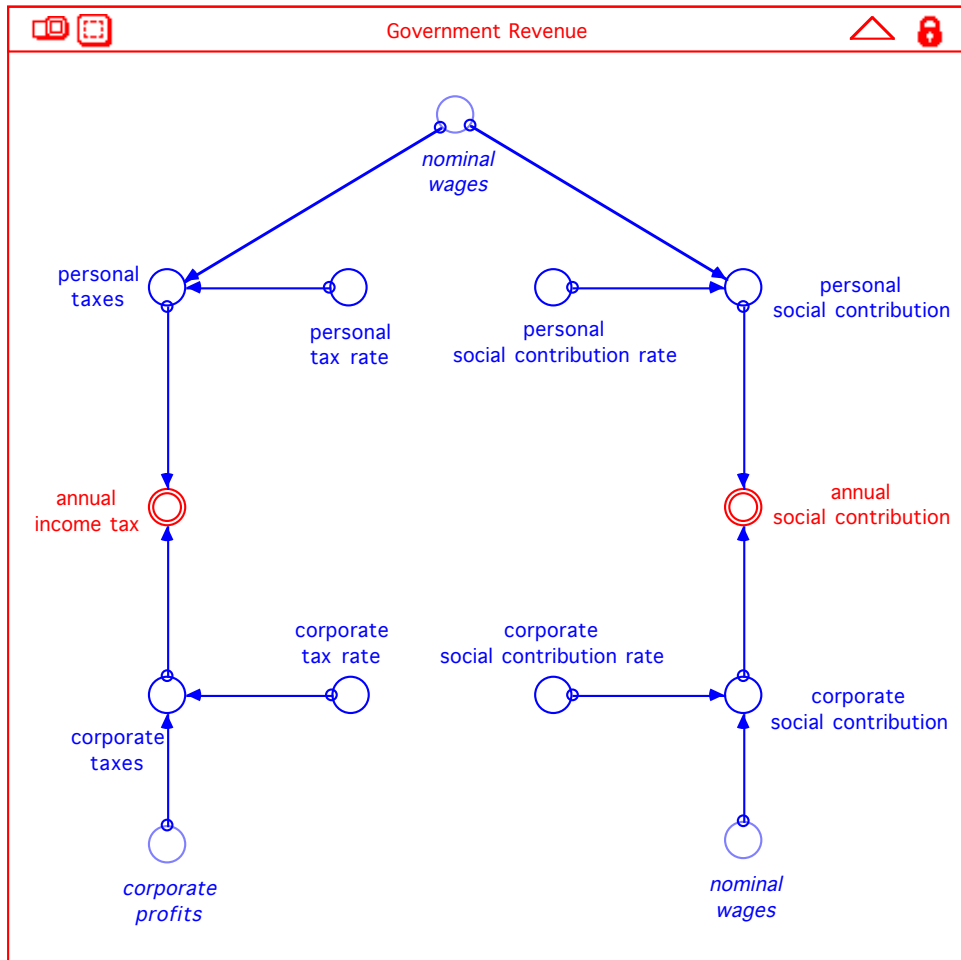 Government Revenue
nominal
wages
personal
taxes
personal
tax rate
personal
social contribution rate
personal
social contribution
annual
income tax
annual
social contribution
corporate
tax rate
corporate
social contribution rate
corporate
taxes
corporate
social contribution
corporate
profits
nominal
wages